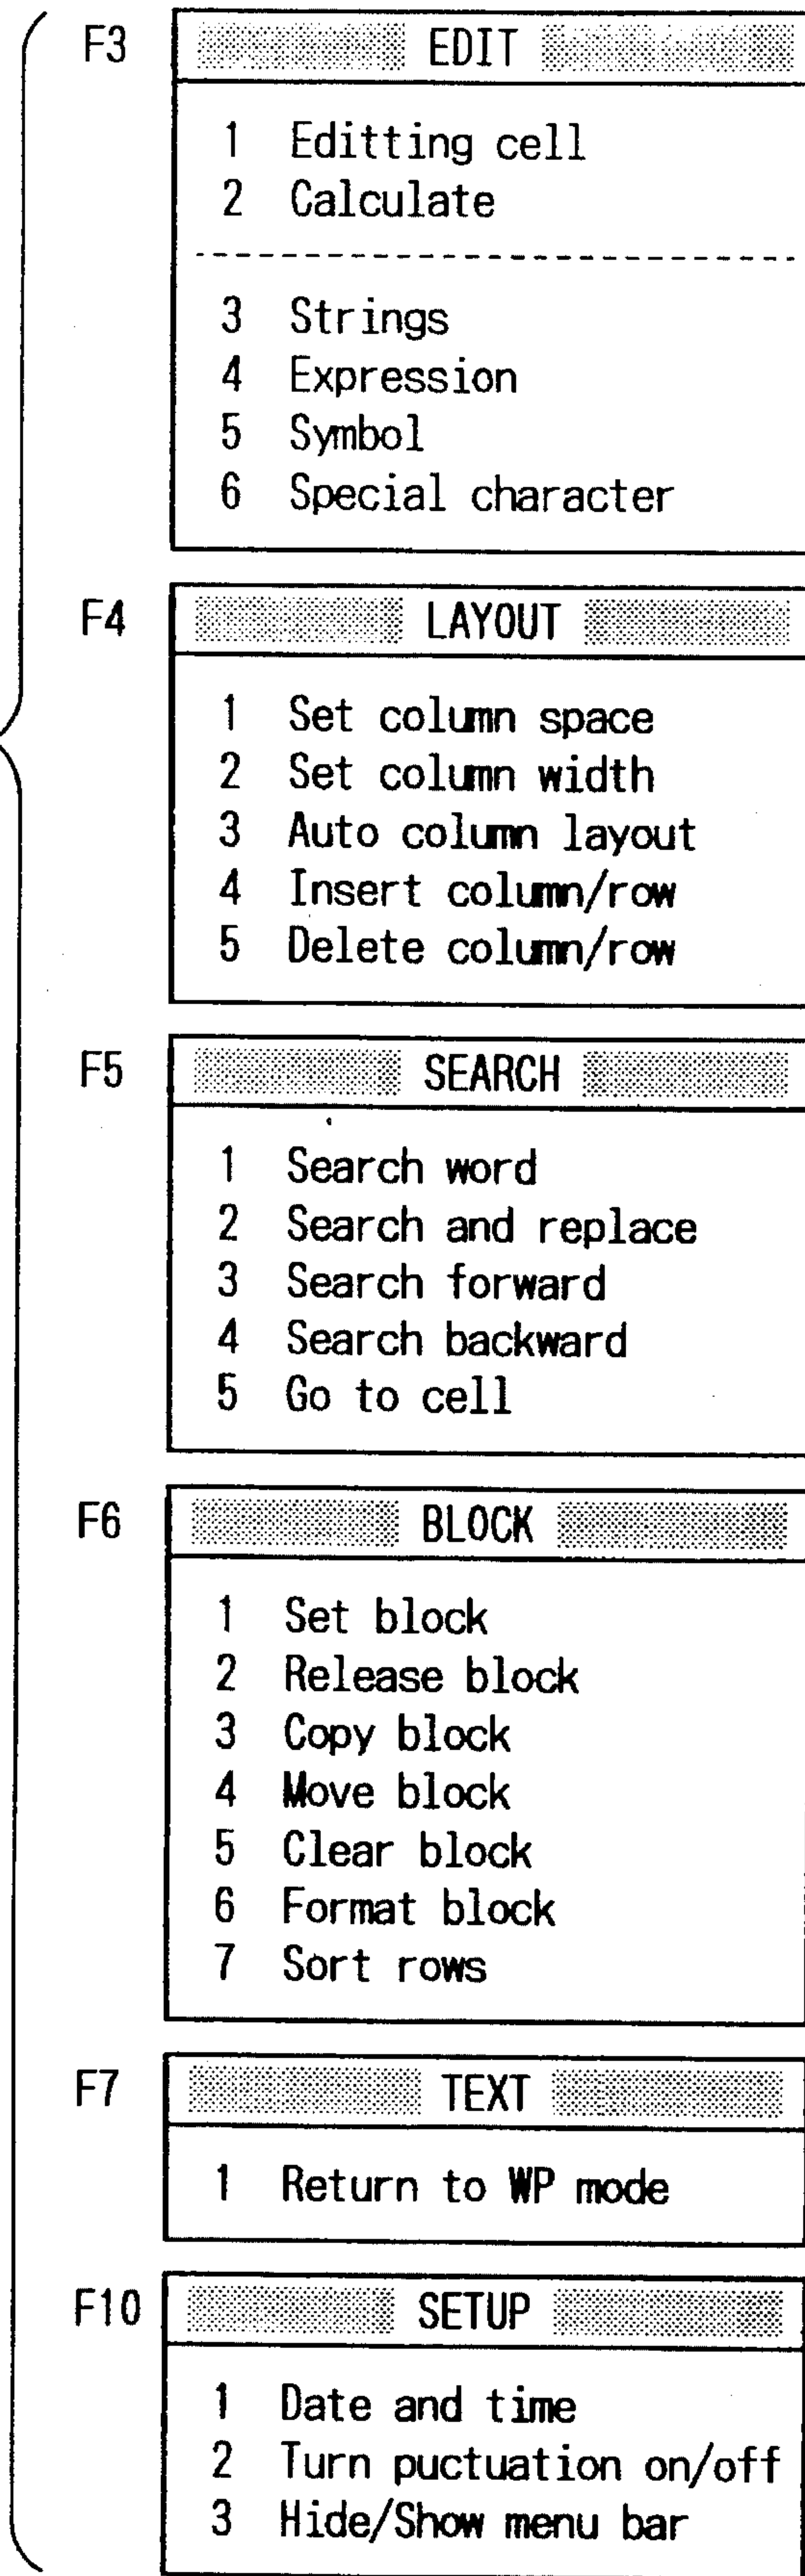 F3 EDIT
1 Editting cell
2 Calculate
3 Strings
4 Expression
5 Symbol
6 Special character
F4 LAYOUT
1 Set column space
2 Set column width
3 Auto column layout
4 Insert column/row
5 Delete column/row
F5 SEARCH
1 Search word
2 Search and replace
3 Search forward
4 Search backward
5 Go to cell
F6 BLOCK
1 Set block
2 Release block
3 Copy block
4 Move block
5 Clear block
6 Format block
7 Sort rows
F7 TEXT
1 Return to WP mode
F10 SETUP
1 Date and time
2 Turn puctuation on/off
3 Hide/Show menu bar